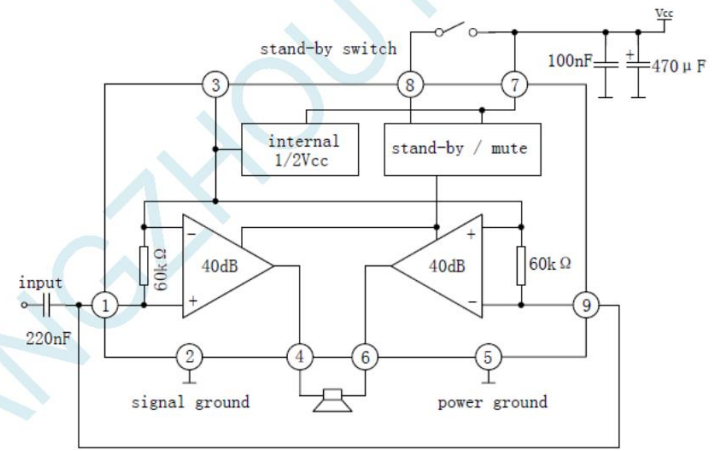 Vcc
stand-by switch
100nF
+
470μF
3
8
7
internal
1/2Vcc
stand-by / mute
−
40dB
+
60kΩ
+
40dB
−
60kΩ
input
220nF
1
9
2
4
6
5
signal ground
power ground
ANGZHOU